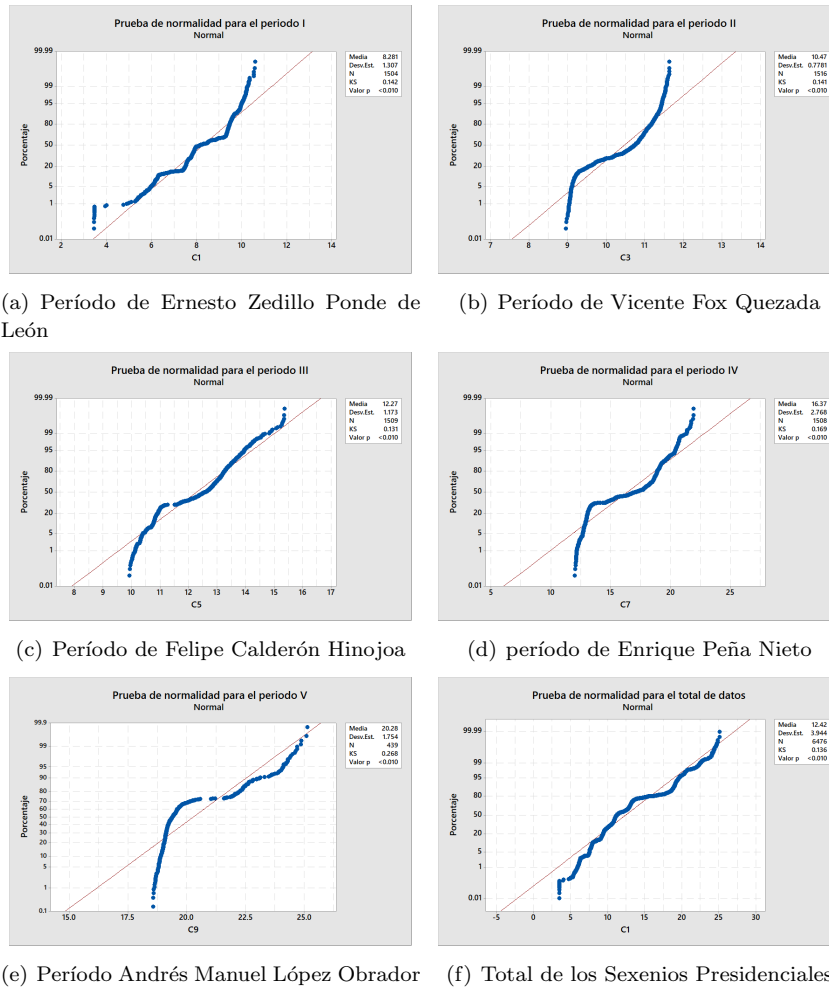 Prueba de normalidad para el periodo I
Normal
99.99
99
95
80
50
20
5
1
0.01
Porcentaje
2 4 6 8 10 12 14
C1
Media 8.281
Desv.Est. 1.307
N 1504
KS 0.142
Valor p <0.010
(a) Período de Ernesto Zedillo Ponde de
León
Prueba de normalidad para el periodo II
Normal
99.99
99
95
80
50
20
5
1
0.01
Porcentaje
7 8 9 10 11 12 13 14
C3
Media 10.47
Desv.Est. 0.7781
N 1516
KS 0.141
Valor p <0.010
(b) Período de Vicente Fox Quezada
Prueba de normalidad para el periodo III
Normal
99.99
99
95
80
50
20
5
1
0.01
Porcentaje
8 9 10 11 12 13 14 15 16 17
C5
Media 12.27
Desv.Est. 1.173
N 1509
KS 0.131
Valor p <0.010
(c) Período de Felipe Calderón Hinojoa
Prueba de normalidad para el periodo IV
Normal
99.99
99
95
80
50
20
5
1
0.01
Porcentaje
5 10 15 20 25
C7
Media 16.37
Desv.Est. 2.768
N 1508
KS 0.169
Valor p <0.010
(d) período de Enrique Peña Nieto
Prueba de normalidad para el periodo V
Normal
99.9
99
95
90
80
70
60
50
40
30
20
10
5
1
0.1
Porcentaje
15.0 17.5 20.0 22.5 25.0
C9
Media 20.28
Desv.Est. 1.754
N 439
KS 0.268
Valor p <0.010
(e) Período Andrés Manuel López Obrador
Prueba de normalidad para el total de datos
Normal
99.99
99
95
80
50
20
5
1
0.01
Porcentaje
-5 0 5 10 15 20 25 30
C1
Media 12.42
Desv.Est. 3.944
N 6476
KS 0.136
Valor p <0.010
(f) Total de los Sexenios Presidenciales